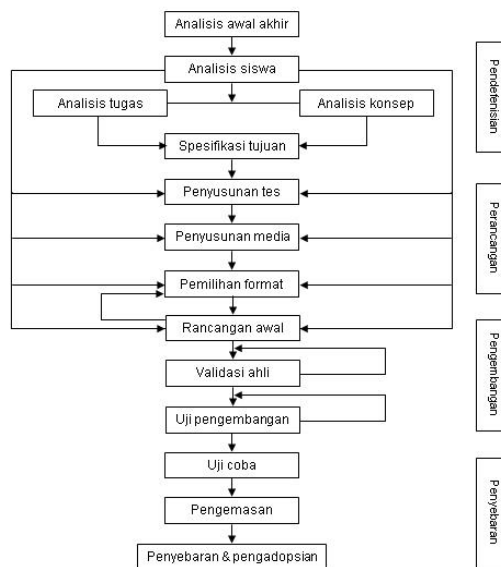 Analisis awal akhir
Analisis siswa
Analisis tugas
Analisis konsep
Spesifikasi tujuan
Penyusunan tes
Penyusunan media
Pemilihan format
Rancangan awal
Validasi ahli
Uji pengembangan
Uji coba
Pengemasan
Penyebaran & pengadopsian
Pendefenisian
Perancangan
Pengembangan
Penyebaran